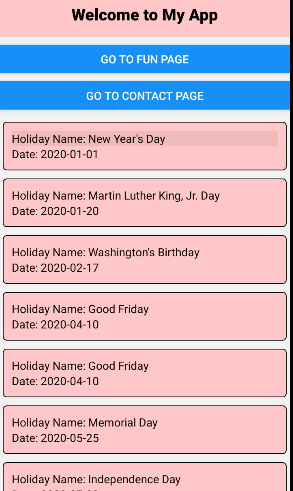 Welcome to My App
GO TO FUN PAGE
GO TO CONTACT PAGE
Holiday Name: New Year's Day
Date: 2020-01-01
Holiday Name: Martin Luther King, Jr. Day
Date: 2020-01-20
Holiday Name: Washington's Birthday
Date: 2020-02-17
Holiday Name: Good Friday
Date: 2020-04-10
Holiday Name: Good Friday
Date: 2020-04-10
Holiday Name: Memorial Day
Date: 2020-05-25
Holiday Name: Independence Day